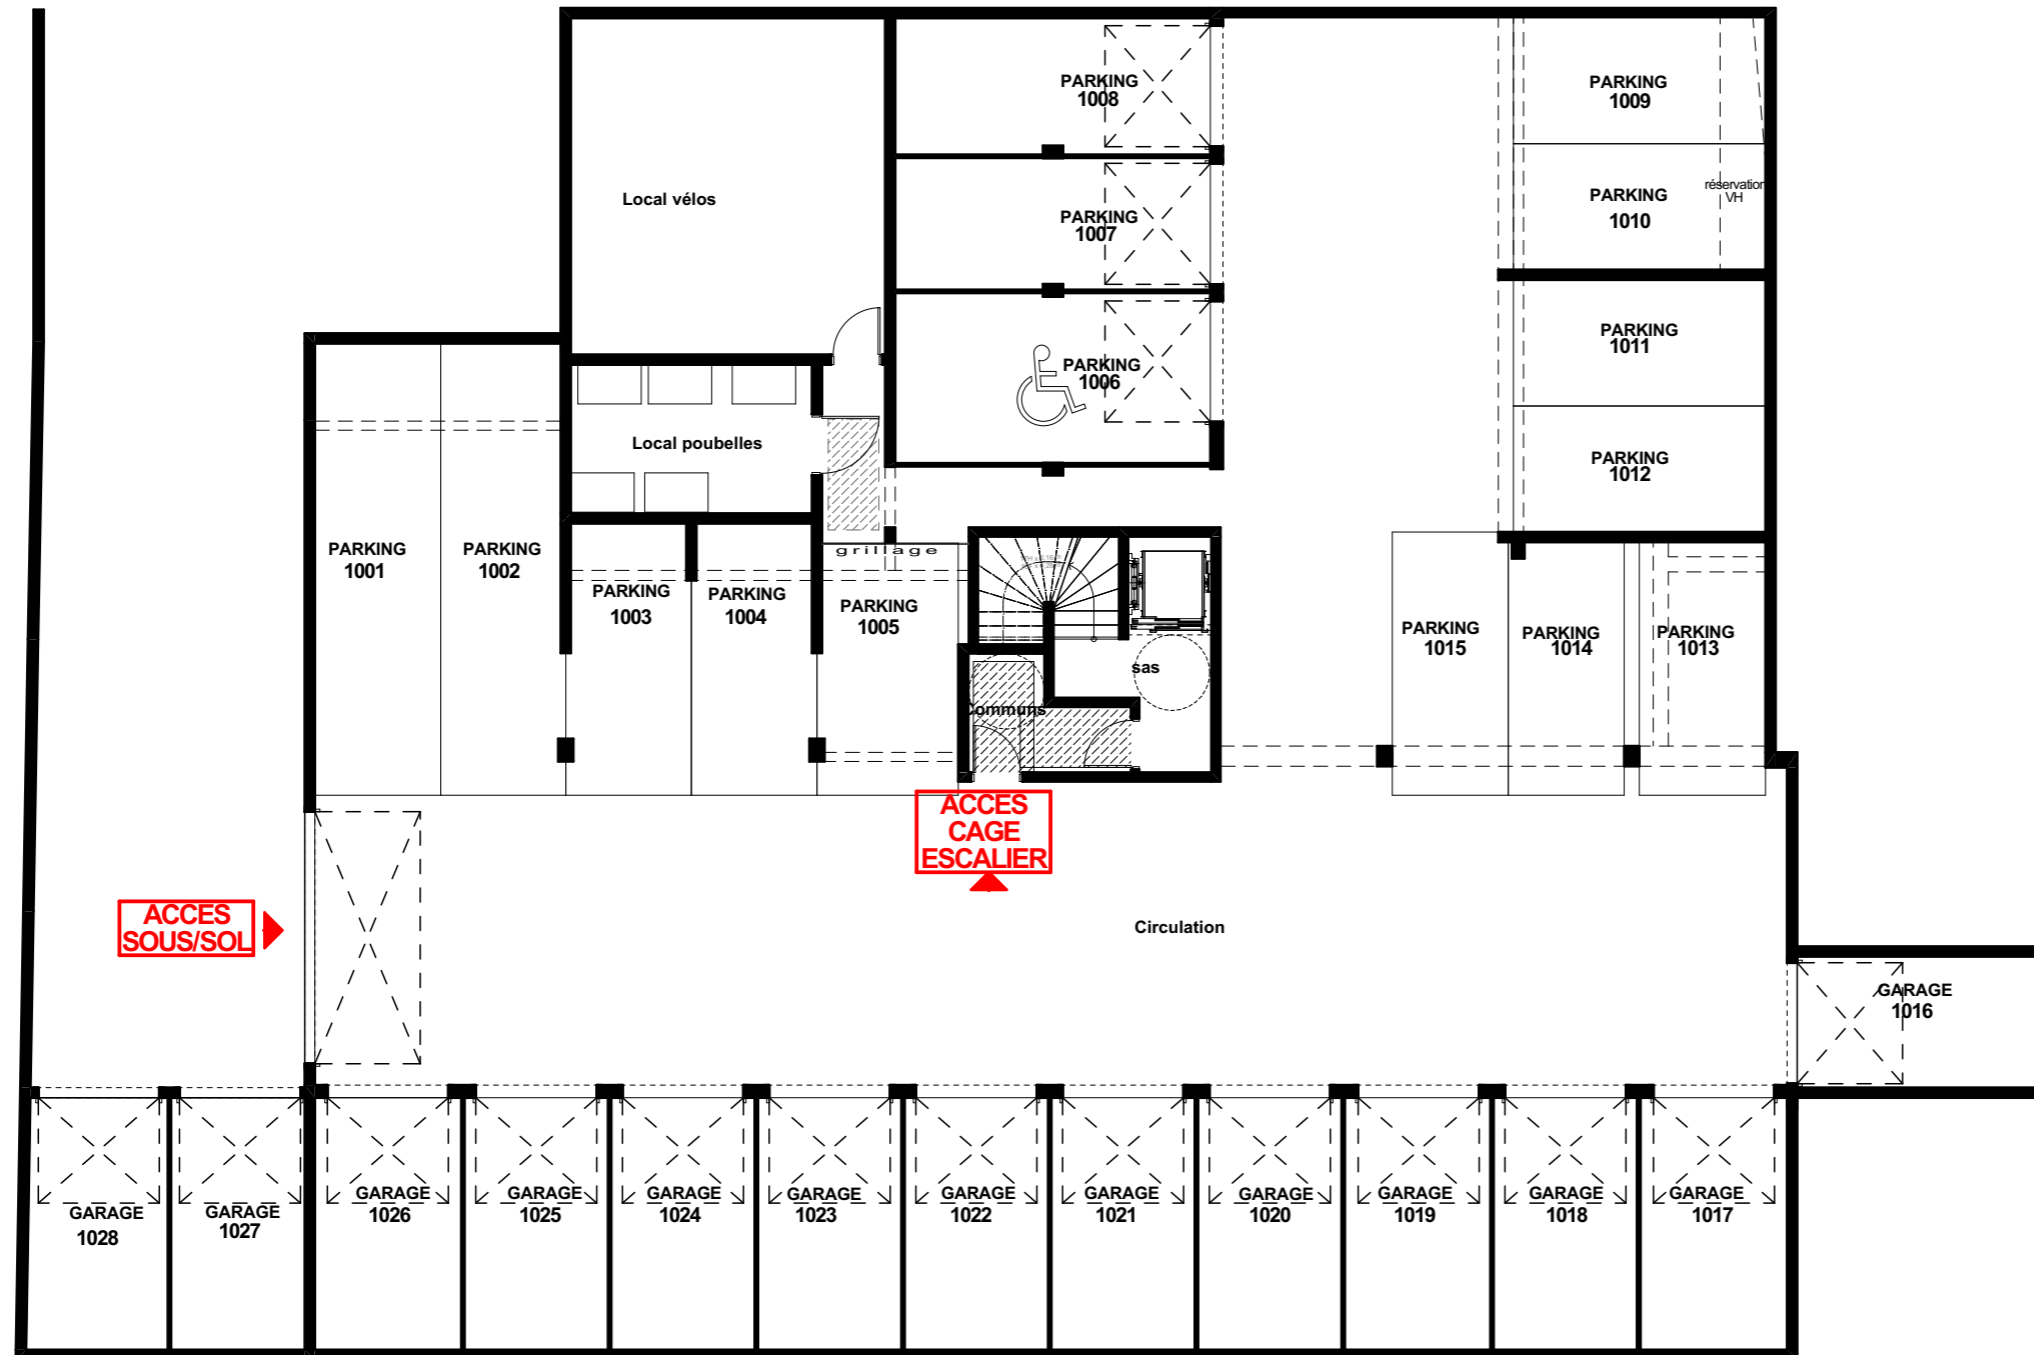 PARKING
1008
PARKING
1009
Local vélos
PARKING
1007
PARKING
1010
réservation
VH
PARKING
1006
PARKING
1011
Local poubelles
PARKING
1012
PARKING
1001
PARKING
1002
grillage
PARKING
1003
PARKING
1004
PARKING
1005
PARKING
1015
PARKING
1014
PARKING
1013
sas
Communs
ACCES
CAGE
ESCALIER
ACCES
SOUS/SOL
Circulation
GARAGE
1016
GARAGE
1028
GARAGE
1027
GARAGE
1026
GARAGE
1025
GARAGE
1024
GARAGE
1023
GARAGE
1022
GARAGE
1021
GARAGE
1020
GARAGE
1019
GARAGE
1018
GARAGE
1017